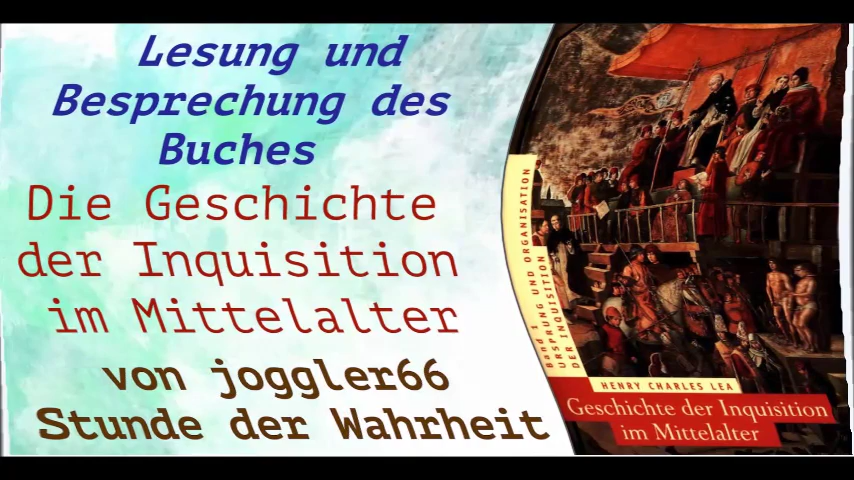 Lesung und
Besprechung des
Buches
Die Geschichte
der Inquisition
im Mittelalter
von joggler66
Stunde der Wahrheit
Band 1
URSPRUNG UND ORGANISATION
DER INQUISITION
HENRY CHARLES LEA
Geschichte der Inquisition
im Mittelalter